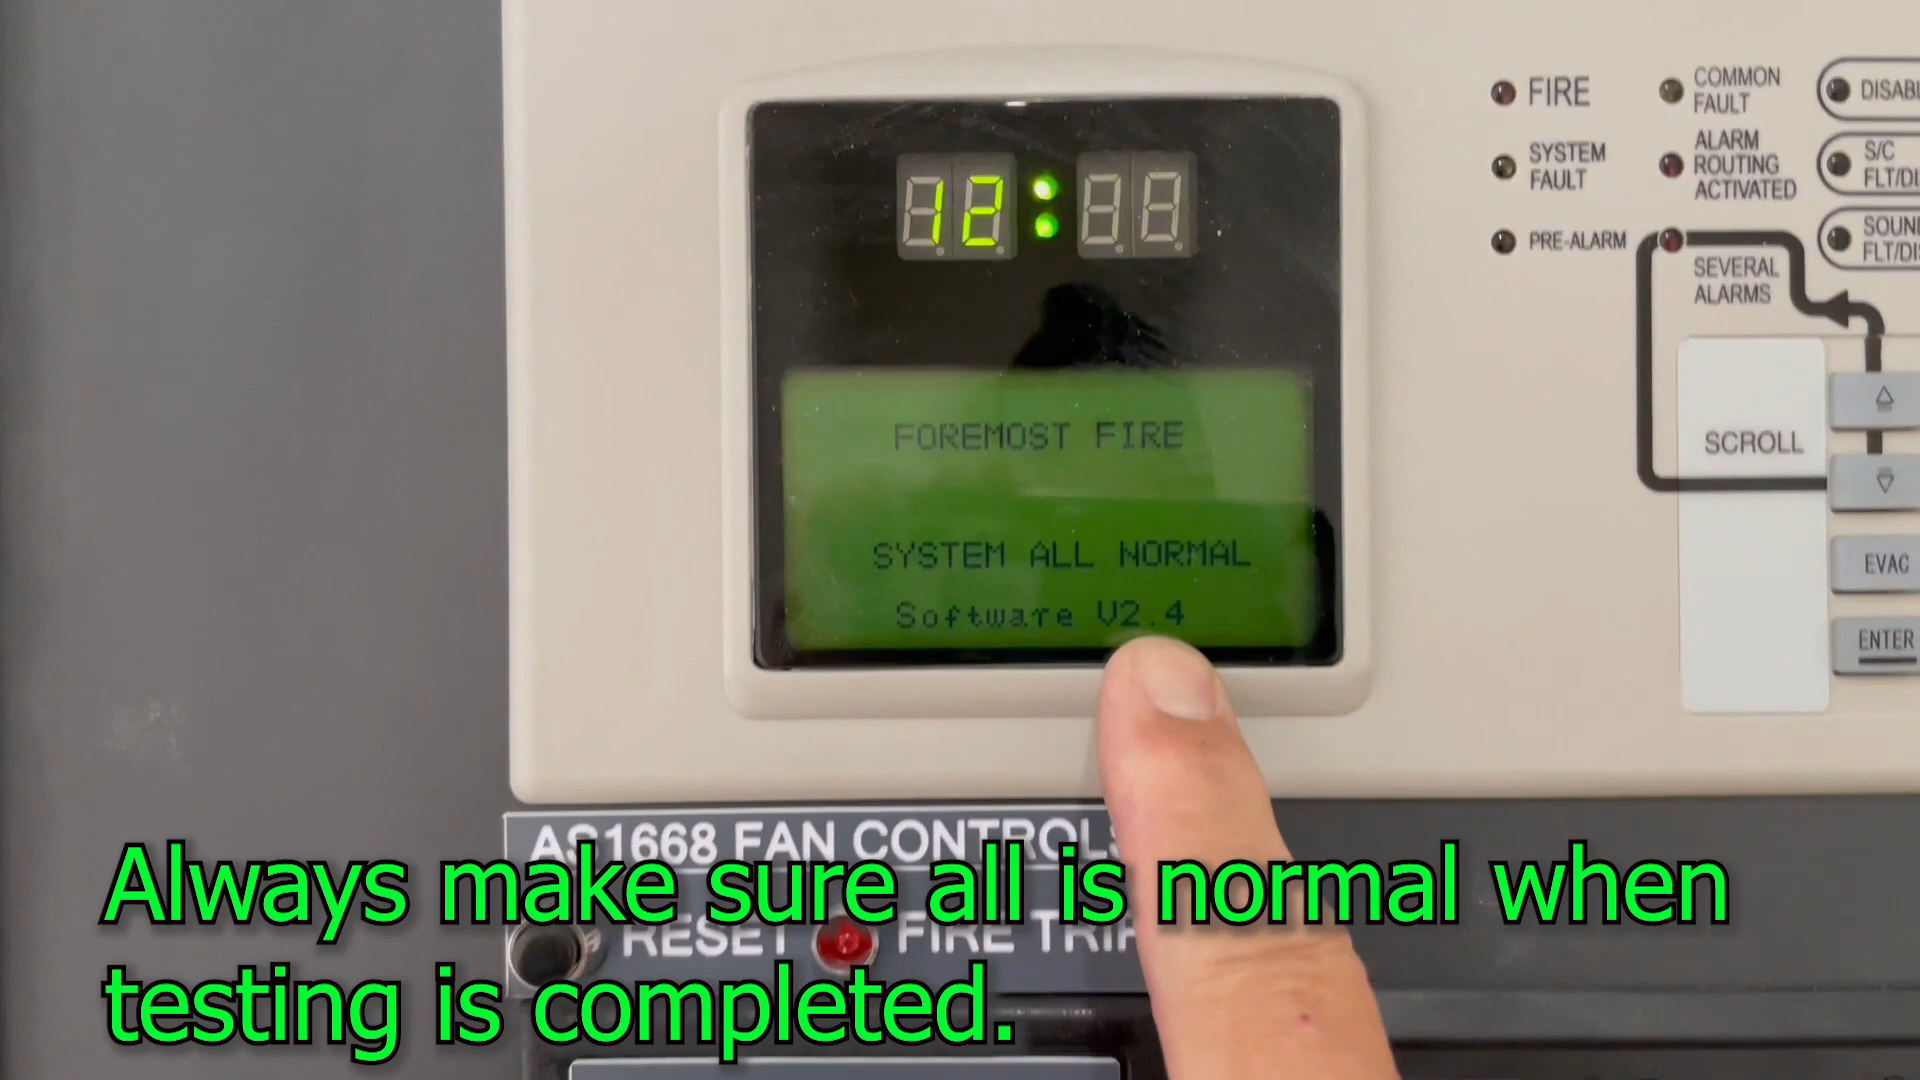 12:
FOREMOST FIRE
SYSTEM ALL NORMAL
Software V2.4
FIRE
SYSTEM
FAULT
PRE-ALARM
COMMON
FAULT
ALARM
ROUTING
ACTIVATED
SEVERAL
ALARMS
S/C
SCROLL
EVAC
ENTER
AS1668 FAN CONTROLS
RESET
FIRE TRIP
Always make sure all is normal when
testing is completed.